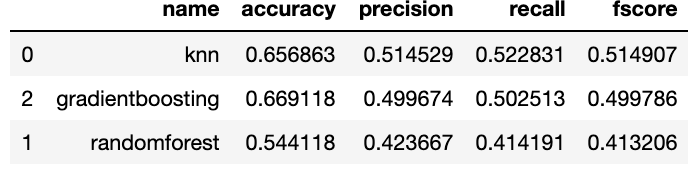 name accuracy precision recall fscore
0 knn 0.656863 0.514529 0.522831 0.514907
2 gradientboosting 0.669118 0.499674 0.502513 0.499786
1 randomforest 0.544118 0.423667 0.414191 0.413206